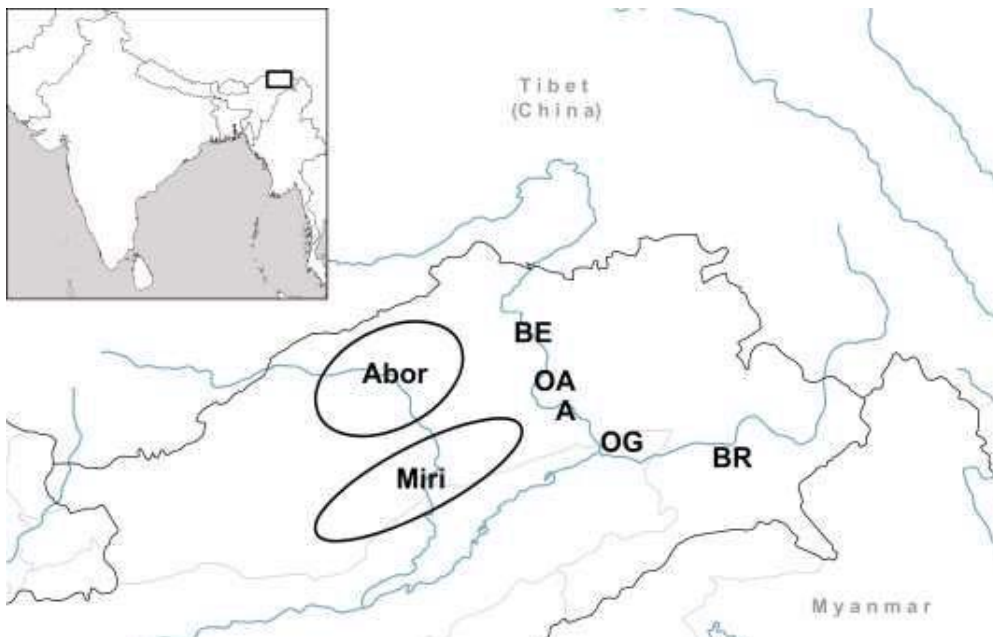 Tibet
(China)
BE
Abor
OA
A
OG
BR
Miri
Myanmar